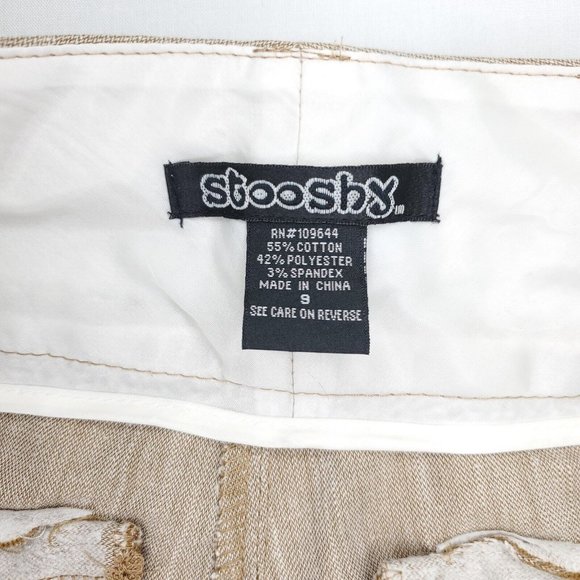 stooshy
RN#109644
55% COTTON
42% POLYESTER
3% SPANDEX
MADE IN CHINA
9
SEE CARE ON REVERSE